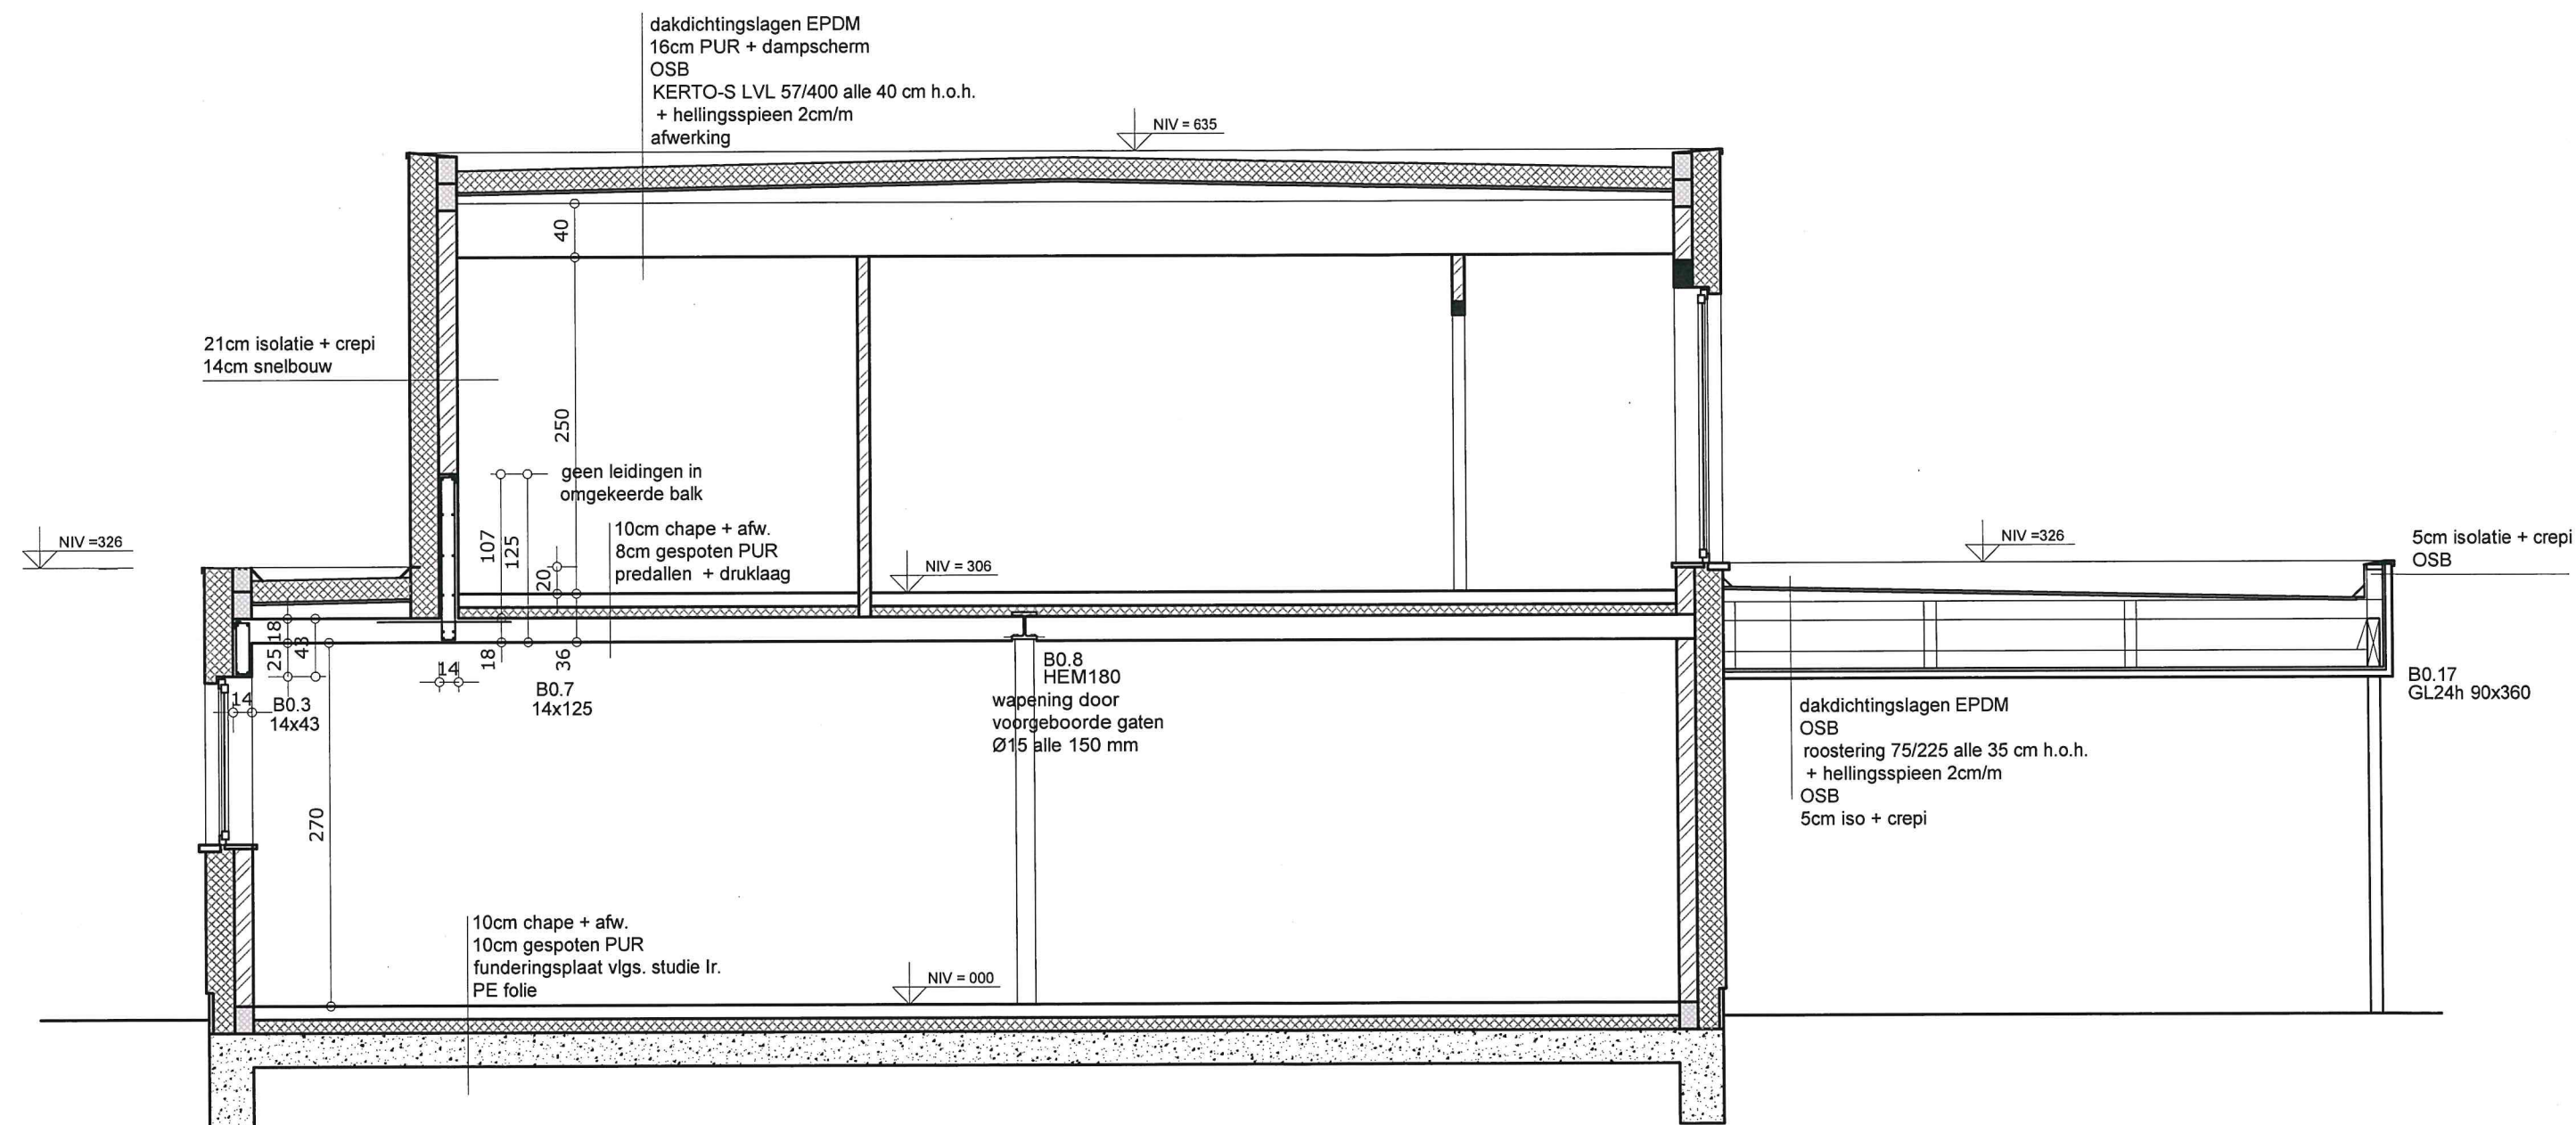 dakdichtingslagen EPDM
16cm PUR + dampscherm
OSB
KERTO-S LVL 57/400 alle 40 cm h.o.h.
+ hellingsspieen 2cm/m
afwerking
NIV = 635
40
21cm isolatie + crepi
14cm snelbouw
250
geen leidingen in
omgekeerde balk
10cm chape + afw.
8cm gespoten PUR
predallen + druklaag
107
125
20
NIV =326
NIV = 306
NIV =326
5cm isolatie + crepi
OSB
18
25
43
18
36
14
14
B0.3
14x43
B0.7
14x125
B0.8
HEM180
wapening door
voorgeboorde gaten
Ø15 alle 150 mm
B0.17
GL24h 90x360
dakdichtingslagen EPDM
OSB
roostering 75/225 alle 35 cm h.o.h.
+ hellingsspieen 2cm/m
OSB
5cm iso + crepi
270
10cm chape + afw.
10cm gespoten PUR
funderingsplaat vlgs. studie Ir.
PE folie
NIV = 000